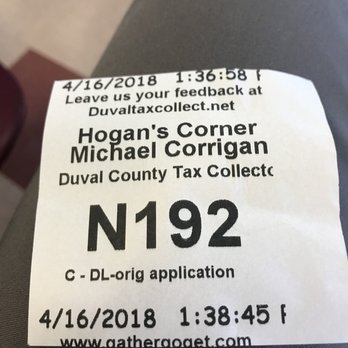 4/16/2018 1:36:58 P
Leave us your feedback at
Duvaltaxcollect.net
Hogan's Corner
Michael Corrigan
Duval County Tax Collecto
N192
C - DL-orig application
4/16/2018 1:38:45 P
www.gathergoget.com